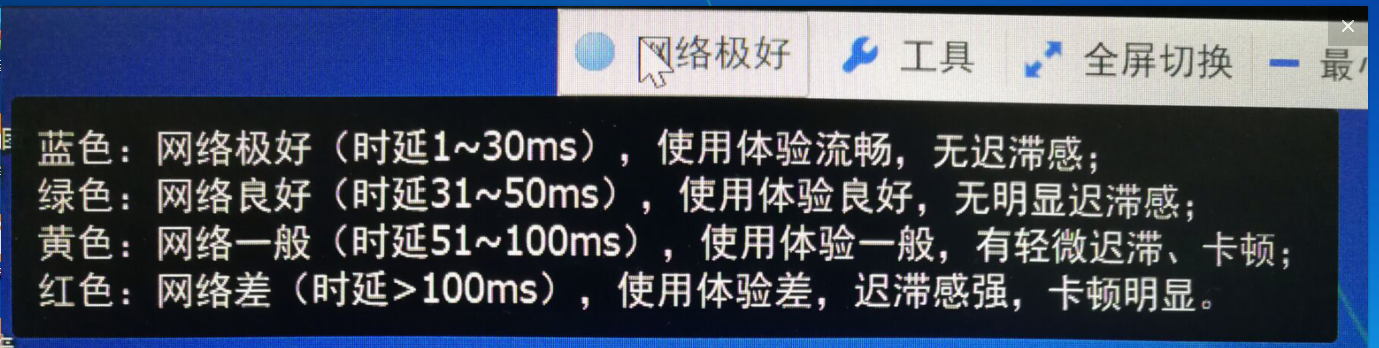 网络极好 工具 全屏切换 最
蓝色：网络极好（时延1~30ms），使用体验流畅，无迟滞感；
绿色：网络良好（时延31~50ms），使用体验良好，无明显迟滞感；
黄色：网络一般（时延51~100ms），使用体验一般，有轻微迟滞、卡顿；
红色：网络差（时延>100ms），使用体验差，迟滞感强，卡顿明显。